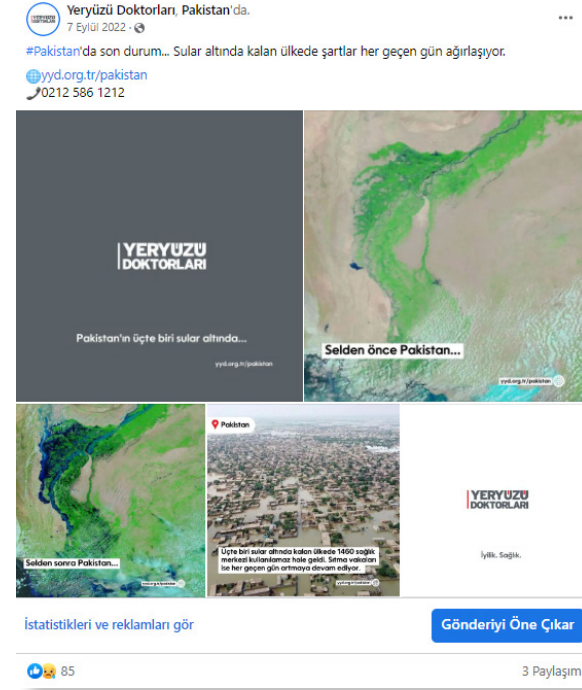 Yeryüzü Doktorları, Pakistan'da.
7 Eylül 2022
#Pakistan'da son durum... Sular altında kalan ülkede şartlar her geçen gün ağırlaşıyor.
yyd.org.tr/pakistan
0212 586 1212
YERYÜZÜ
DOKTORLARI
Pakistan'ın üçte biri sular altında...
yyd.org.tr/pakistan
Selden önce Pakistan...
yyd.org.tr/pakistan
Selden sonra Pakistan...
yyd.org.tr/pakistan
Pakistan
Üçte biri sular altında kalan ülkede 1460 sağlık
merkezi kullanılamaz hale geldi. Sıtma vakaları
ise her geçen gün artmaya devam ediyor.
yyd.org.tr/pakistan
YERYÜZÜ
DOKTORLARI
İyilik. Sağlık.
İstatistikleri ve reklamları gör
Gönderiyi Öne Çıkar
85
3 Paylaşım